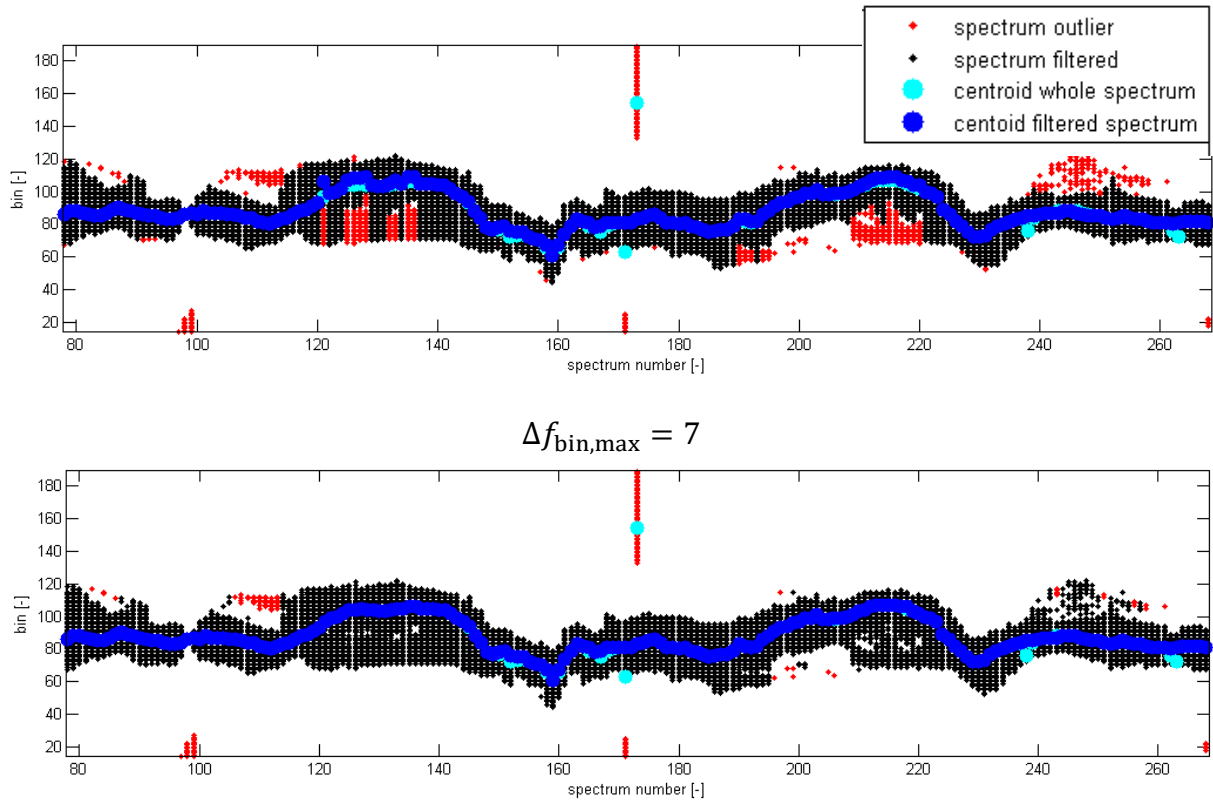 spectrum outlier
spectrum filtered
centroid whole spectrum
centoid filtered spectrum
bin [-]
180
160
140
120
100
80
60
40
20
80 100 120 140 160 180 200 220 240 260
spectrum number [-]
Δf_bin,max = 7
bin [-]
180
160
140
120
100
80
60
40
20
80 100 120 140 160 180 200 220 240 260
spectrum number [-]